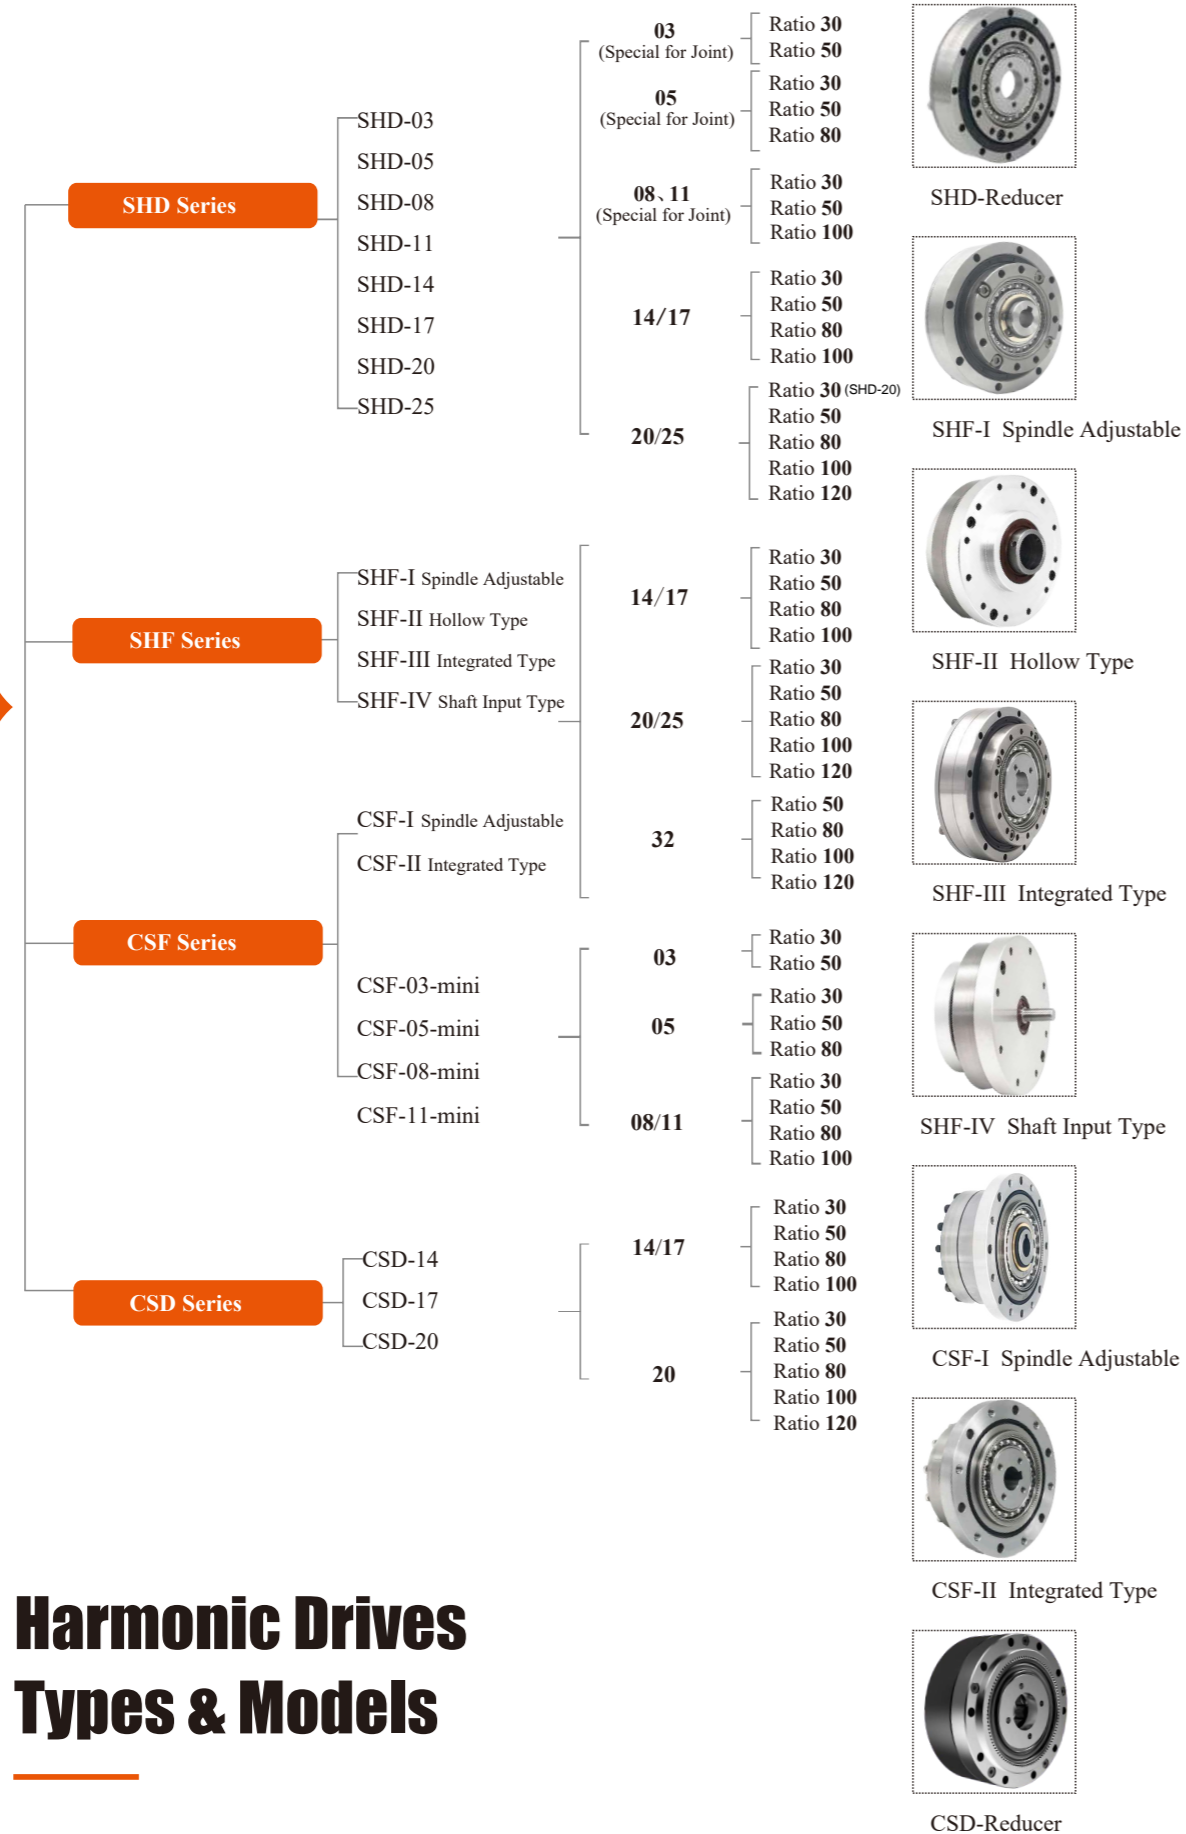 SHD Series
SHD-03
SHD-05
SHD-08
SHD-11
SHD-14
SHD-17
SHD-20
SHD-25
03
(Special for Joint)
Ratio 30
Ratio 50
05
(Special for Joint)
Ratio 30
Ratio 50
Ratio 80
08、11
(Special for Joint)
Ratio 30
Ratio 50
Ratio 100
14/17
Ratio 30
Ratio 50
Ratio 80
Ratio 100
20/25
Ratio 30 (SHD-20)
Ratio 50
Ratio 80
Ratio 100
Ratio 120
SHF Series
SHF-I Spindle Adjustable
SHF-II Hollow Type
SHF-III Integrated Type
SHF-IV Shaft Input Type
14/17
Ratio 30
Ratio 50
Ratio 80
Ratio 100
20/25
Ratio 30
Ratio 50
Ratio 80
Ratio 100
Ratio 120
32
Ratio 50
Ratio 80
Ratio 100
Ratio 120
CSF Series
CSF-I Spindle Adjustable
CSF-II Integrated Type
CSF-03-mini
CSF-05-mini
CSF-08-mini
CSF-11-mini
03
Ratio 30
Ratio 50
05
Ratio 30
Ratio 50
Ratio 80
08/11
Ratio 30
Ratio 50
Ratio 80
Ratio 100
CSD Series
CSD-14
CSD-17
CSD-20
14/17
Ratio 30
Ratio 50
Ratio 80
Ratio 100
20
Ratio 30
Ratio 50
Ratio 80
Ratio 100
Ratio 120
SHD-Reducer
SHF-I Spindle Adjustable
SHF-II Hollow Type
SHF-III Integrated Type
SHF-IV Shaft Input Type
CSF-I Spindle Adjustable
CSF-II Integrated Type
CSD-Reducer
Harmonic Drives
Types & Models